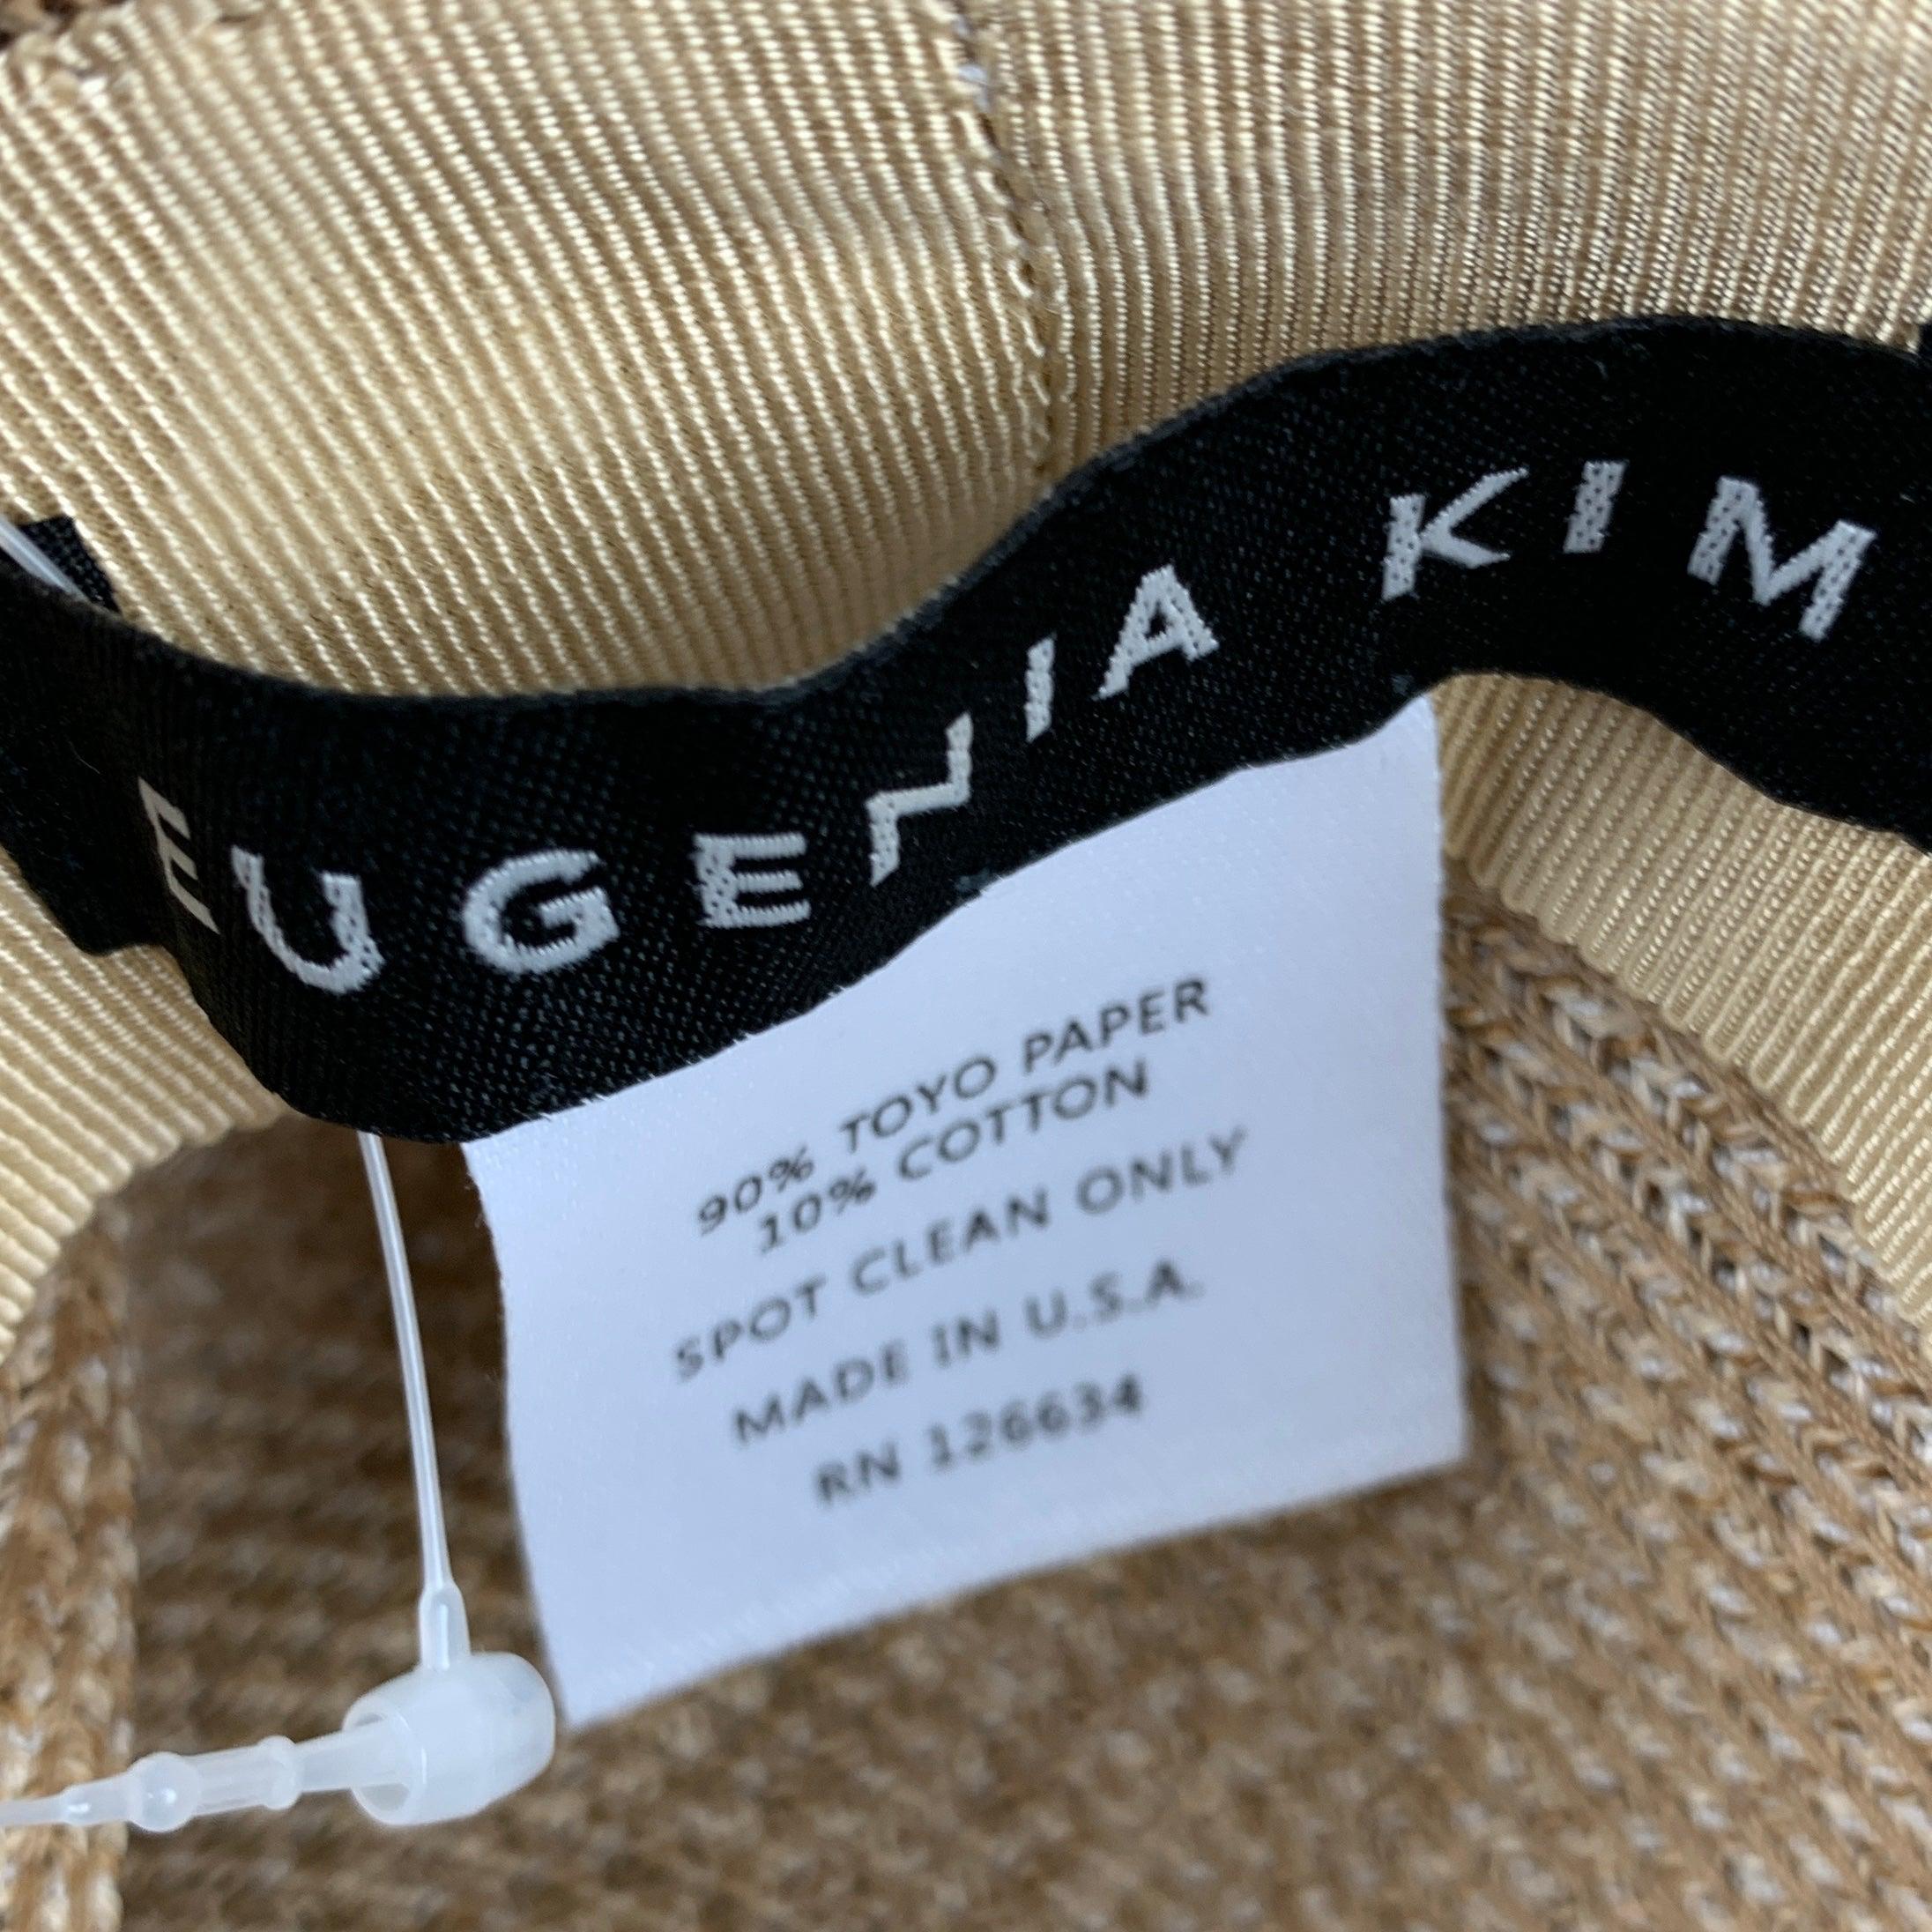 EUGENIA KIM
90% TOYO PAPER
10% COTTON
SPOT CLEAN ONLY
MADE IN U.S.A.
RN 126634